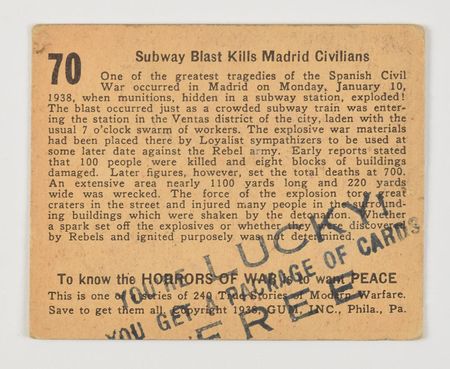 70
Subway Blast Kills Madrid Civilians
One of the greatest tragedies of the Spanish Civil
War occurred in Madrid on Monday, January 10,
1938, when munitions, hidden in a subway station, exploded!
The blast occurred just as a crowded subway train was enter-
ing the station in the Ventas district of the city, laden with the
usual 7 o'clock swarm of workers. The explosive war materials
had been placed there by Loyalist sympathizers to be used at
some later date against the Rebel army. Early reports stated
that 100 people were killed and eight blocks of buildings
damaged. Later figures, however, set the total deaths at 700.
An extensive area nearly 1100 yards long and 220 yards
wide was wrecked. The force of the explosion tore great
craters in the street and injured many people in the surround-
ing buildings which were shaken by the detonation. Whether
a spark set off the explosives or whether they were discovered
by Rebels and ignited purposely was not determined.
To know the HORRORS OF WAR is to want PEACE
This is one of a series of 240 True Stories of Modern Warfare.
Save to get them all. Copyright 1938, GUM, INC., Phila., Pa.
YOU'RE LUCKY!
YOU GET A PACKAGE OF CARDS
FREE